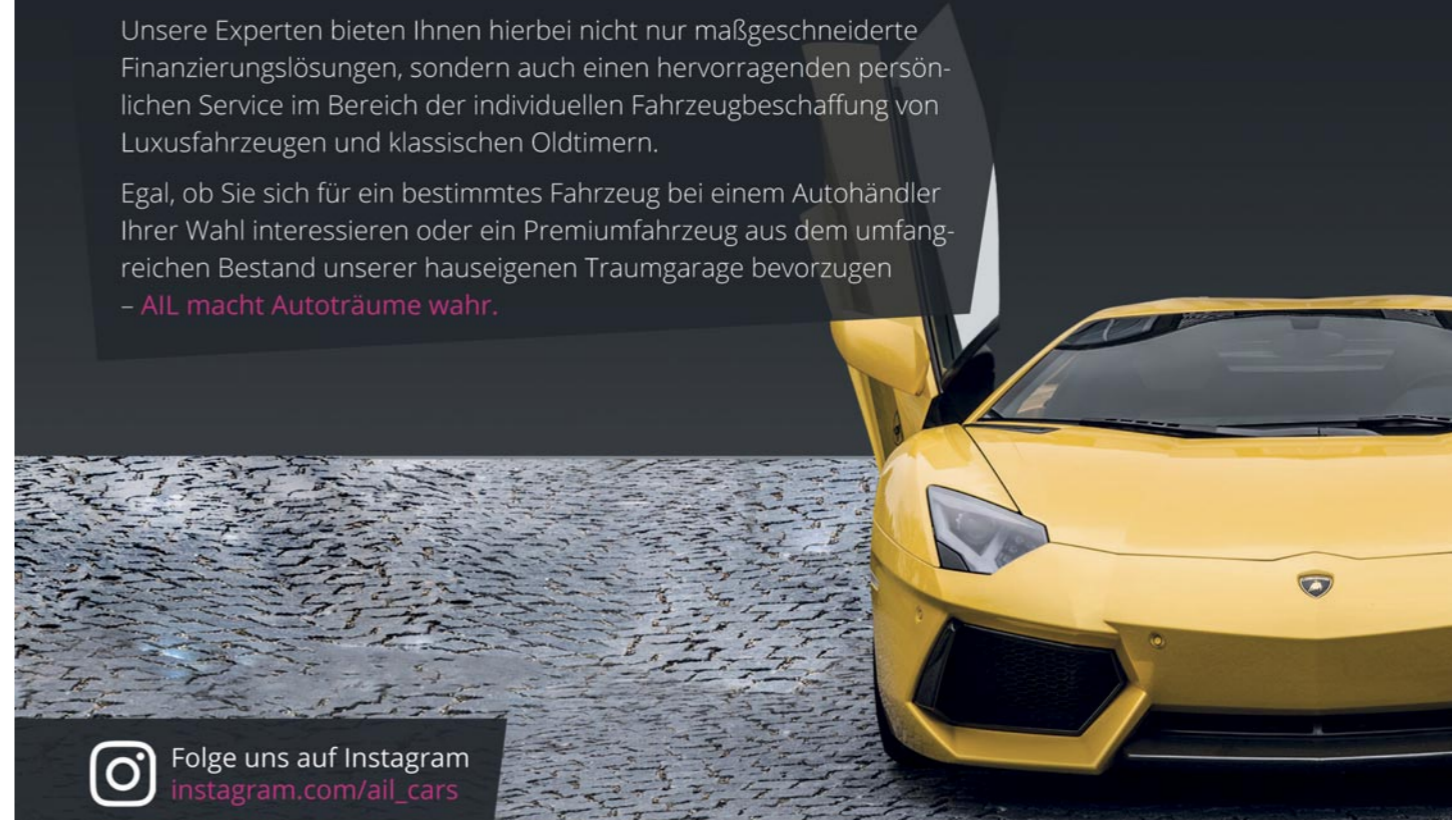 Unsere Experten bieten Ihnen hierbei nicht nur maßgeschneiderte
Finanzierungslösungen, sondern auch einen hervorragenden persön-
lichen Service im Bereich der individuellen Fahrzeugbeschaffung von
Luxusfahrzeugen und klassischen Oldtimern.
Egal, ob Sie sich für ein bestimmtes Fahrzeug bei einem Autohändler
Ihrer Wahl interessieren oder ein Premiumfahrzeug aus dem umfang-
reichen Bestand unserer hauseigenen Traumgarage bevorzugen
– AIL macht Autoträume wahr.
Folge uns auf Instagram
instagram.com/ail_cars